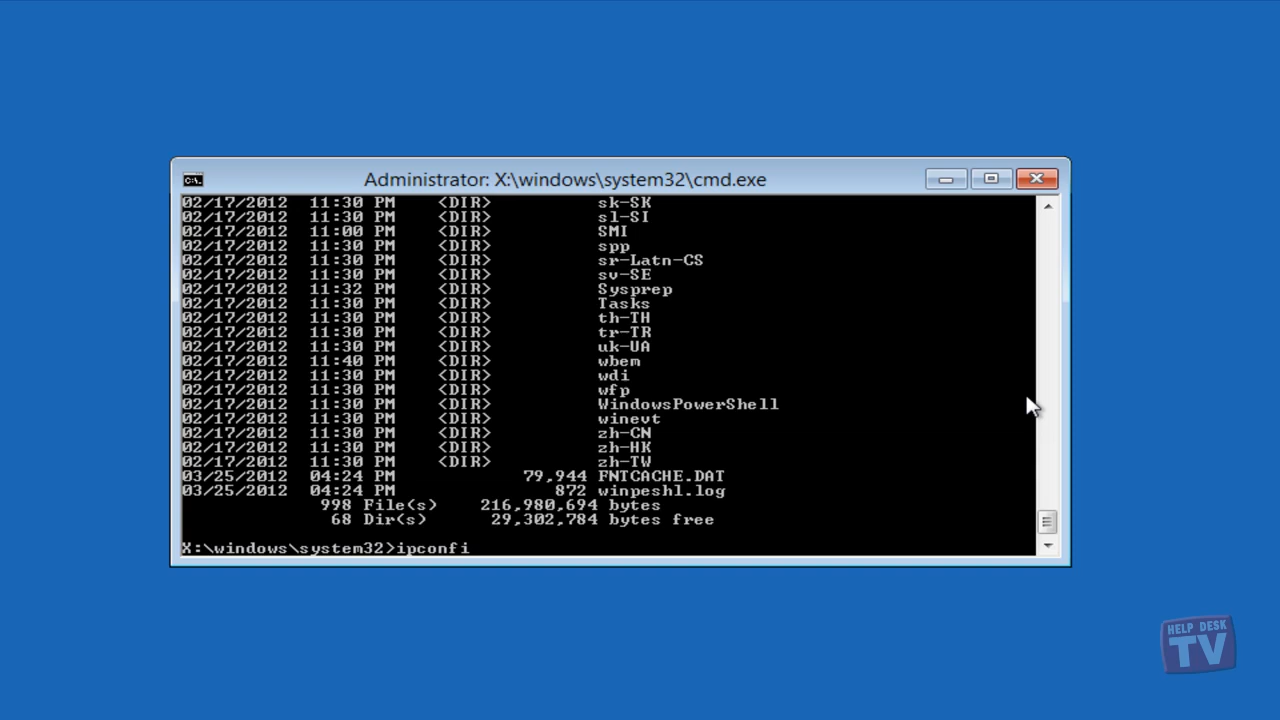 Administrator: X:\windows\system32\cmd.exe
02/17/2012  11:30 PM    <DIR>          sk-SK
02/17/2012  11:30 PM    <DIR>          sl-SI
02/17/2012  11:00 PM    <DIR>          SMI
02/17/2012  11:30 PM    <DIR>          spp
02/17/2012  11:30 PM    <DIR>          sr-Latn-CS
02/17/2012  11:30 PM    <DIR>          sv-SE
02/17/2012  11:32 PM    <DIR>          Sysprep
02/17/2012  11:30 PM    <DIR>          Tasks
02/17/2012  11:30 PM    <DIR>          th-TH
02/17/2012  11:30 PM    <DIR>          tr-TR
02/17/2012  11:30 PM    <DIR>          uk-UA
02/17/2012  11:40 PM    <DIR>          wbem
02/17/2012  11:30 PM    <DIR>          wdi
02/17/2012  11:30 PM    <DIR>          wfp
02/17/2012  11:30 PM    <DIR>          WindowsPowerShell
02/17/2012  11:30 PM    <DIR>          winevt
02/17/2012  11:30 PM    <DIR>          zh-CN
02/17/2012  11:30 PM    <DIR>          zh-HK
02/17/2012  11:30 PM    <DIR>          zh-TW
03/25/2012  04:24 PM            79,944 FNTCACHE.DAT
03/25/2012  04:24 PM               872 winpeshl.log
998 File(s)    216,980,694 bytes
68 Dir(s)      29,302,784 bytes free
X:\windows\system32>ipconfi
HELP DESK
TV